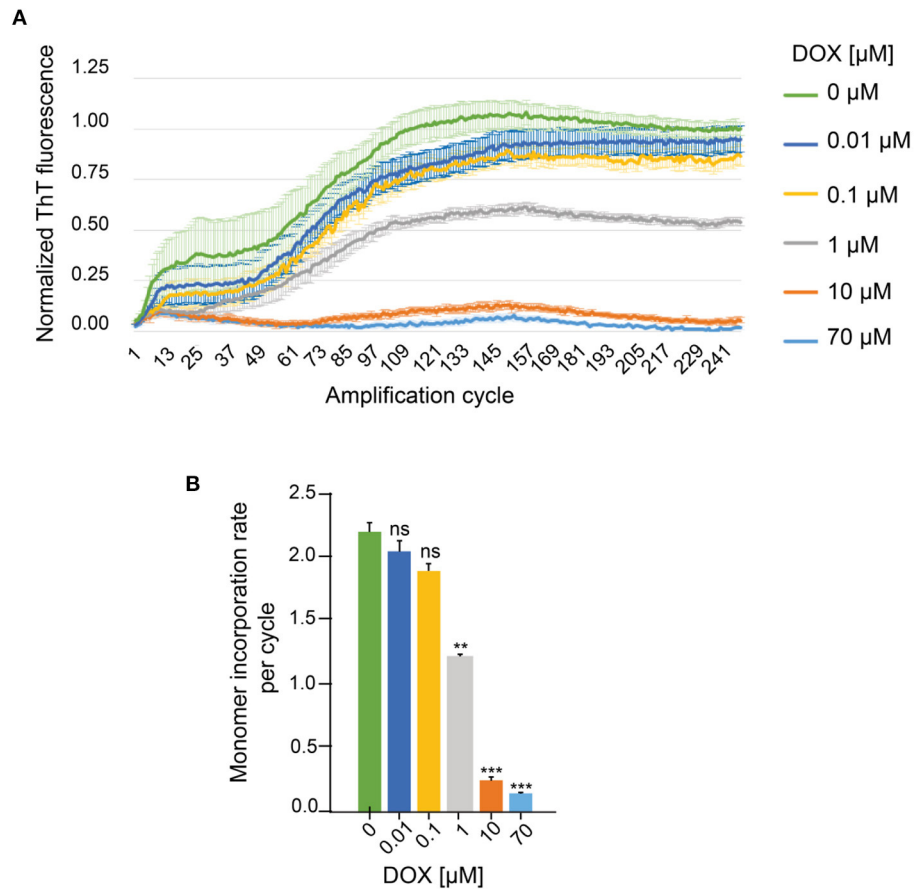 A
Normalized ThT fluorescence
1.25
1.00
0.75
0.50
0.25
0.00
1 13 25 37 49 61 73 85 97 109 121 133 145 157 169 181 193 205 217 229 241
Amplification cycle
DOX [µM]
0 µM
0.01 µM
0.1 µM
1 µM
10 µM
70 µM
B
Monomer incorporation rate
per cycle
2.5
2.0
1.5
1.0
0.5
0.0
ns
ns
**
***
***
0 0.01 0.1 1 10 70
DOX [µM]